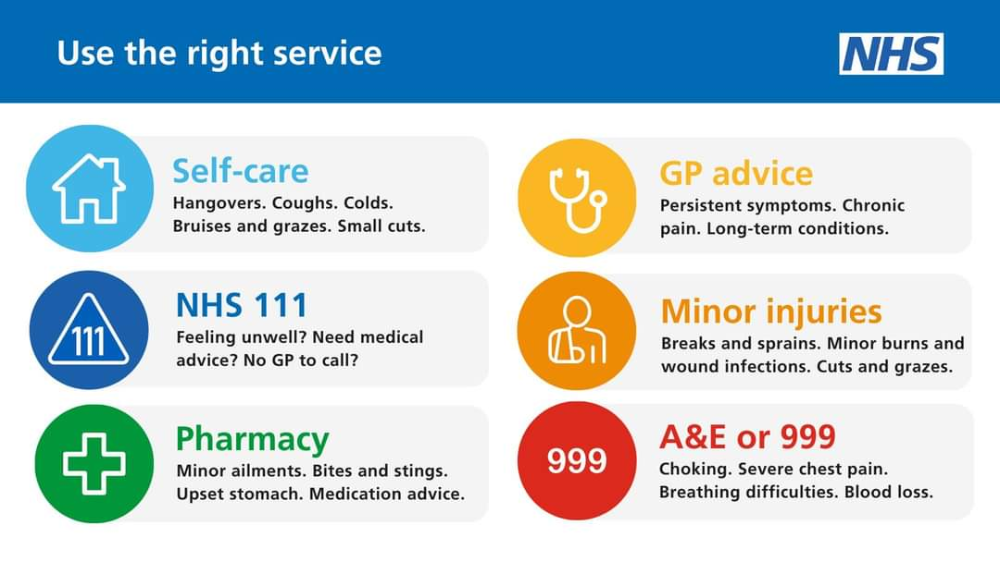 Use the right service
NHS
Self-care
Hangovers. Coughs. Colds.
Bruises and grazes. Small cuts.
GP advice
Persistent symptoms. Chronic
pain. Long-term conditions.
111
NHS 111
Feeling unwell? Need medical
advice? No GP to call?
Minor injuries
Breaks and sprains. Minor burns and
wound infections. Cuts and grazes.
Pharmacy
Minor ailments. Bites and stings.
Upset stomach. Medication advice.
999
A&E or 999
Choking. Severe chest pain.
Breathing difficulties. Blood loss.